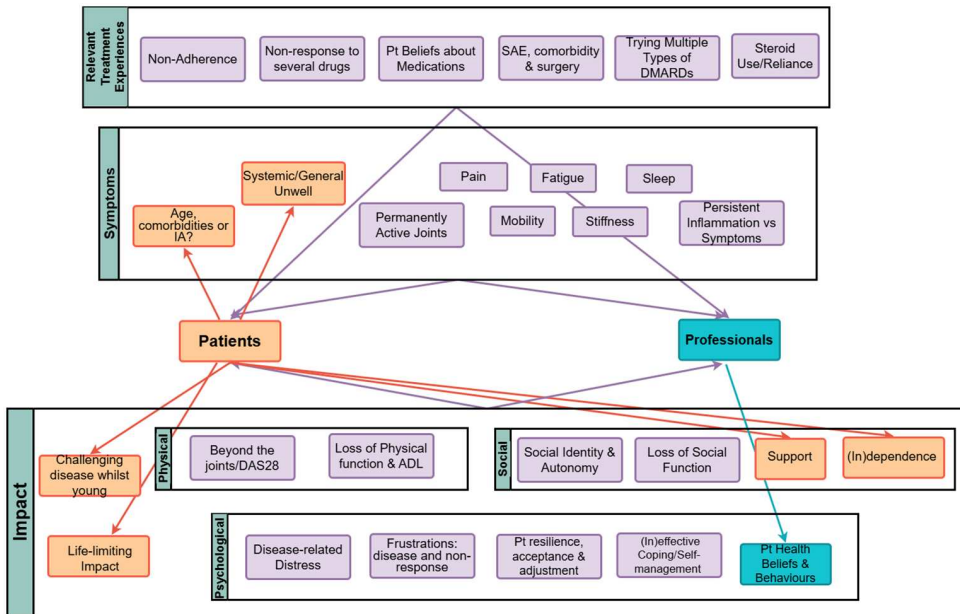 Relevant
Treatment
Experiences
Non-Adherence
Non-response to
several drugs
Pt Beliefs about
Medications
SAE, comorbidity
& surgery
Trying Multiple
Types of
DMARDs
Steroid
Use/Reliance
Symptoms
Systemic/General
Unwell
Age,
comorbidities or
IA?
Pain
Fatigue
Sleep
Permanently
Active Joints
Mobility
Stiffness
Persistent
Inflammation vs
Symptoms
Patients
Professionals
Impact
Challenging
disease whilst
young
Life-limiting
Impact
Physical
Beyond the
joints/DAS28
Loss of Physical
function & ADL
Social
Social Identity &
Autonomy
Loss of Social
Function
Support
(In)dependence
Psychological
Disease-related
Distress
Frustrations:
disease and non-
response
Pt resilience,
acceptance &
adjustment
(In)effective
Coping/Self-
management
Pt Health
Beliefs &
Behaviours